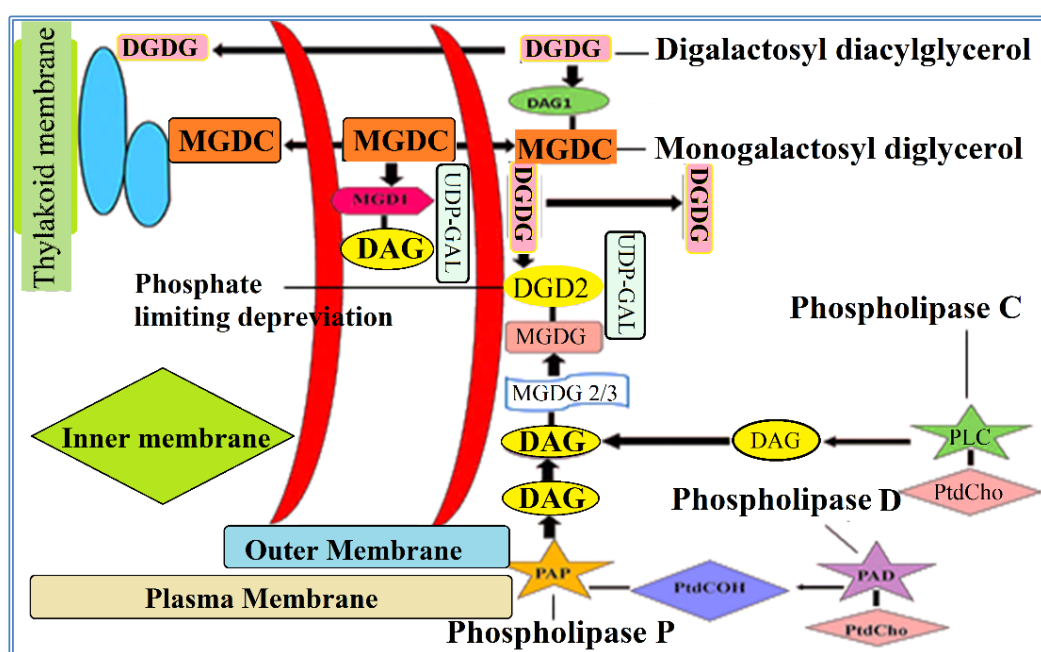 Thylakoid membrane
DGDG
DGDG
Digalactosyl diacylglycerol
DAG1
MGDC
MGDC
MGDC
Monogalactosyl diglycerol
MGD1
UDP-GAL
DAG
DGDG
DGDG
Phosphate
limiting depreviation
DGD2
UDP-GAL
MGDG
Phospholipase C
MGDG 2/3
Inner membrane
DAG
DAG
PLC
PtdCho
DAG
Phospholipase D
Outer Membrane
PAP
PtdCOH
PAD
Plasma Membrane
PtdCho
Phospholipase P